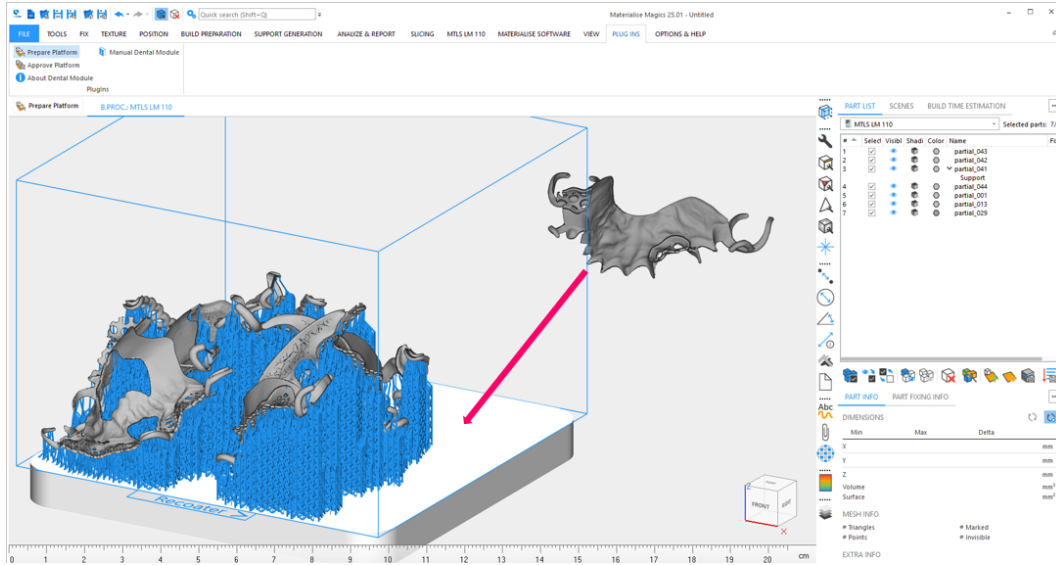 Quick search (Shift+Q)
Materialise Magics 25.01 - Untitled
FILE TOOLS FIX TEXTURE POSITION BUILD PREPARATION SUPPORT GENERATION ANALYZE & REPORT SLICING MTLS LM 110 MATERIALISE SOFTWARE VIEW PLUG INS OPTIONS & HELP
Prepare Platform Manual Dental Module
Approve Platform
About Dental Module
Plugins
Prepare Platform B.PROC.: MTLS LM 110
PART LIST SCENES BUILD TIME ESTIMATION
MTLS LM 110 Selected parts: 7/
# Select Visibl Shadi Color Name Fo
1 partial_043
2 partial_042
3 partial_041
Support
4 partial_044
5 partial_001
6 partial_013
7 partial_029
Abc
PART INFO PART FIXING INFO
DIMENSIONS
Min Max Delta
X mm
Y mm
Z mm
Volume mm³
Surface mm²
MESH INFO
# Triangles # Marked
# Points # Invisible
EXTRA INFO
Recoater
Z
FRONT
X
0 1 2 3 4 5 6 7 8 9 10 11 12 13 14 15 16 17 18 19 20 cm